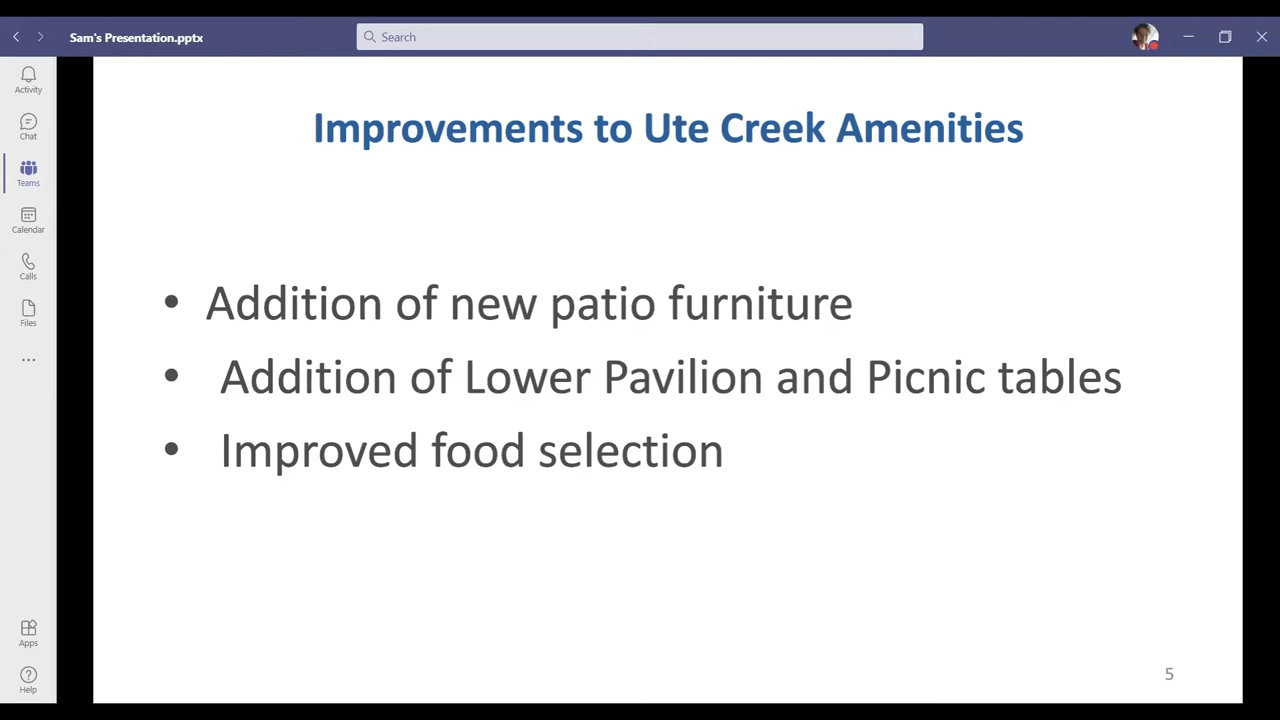 Sam's Presentation.pptx
Search
Activity
Chat
Teams
Calendar
Calls
Files
Apps
Help
Improvements to Ute Creek Amenities
• Addition of new patio furniture
• Addition of Lower Pavilion and Picnic tables
• Improved food selection
5